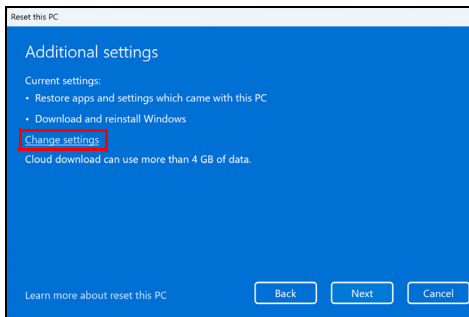 Reset this PC
Additional settings
Current settings:
• Restore apps and settings which came with this PC
• Download and reinstall Windows
Change settings
Cloud download can use more than 4 GB of data.
Learn more about reset this PC
Back
Next
Cancel